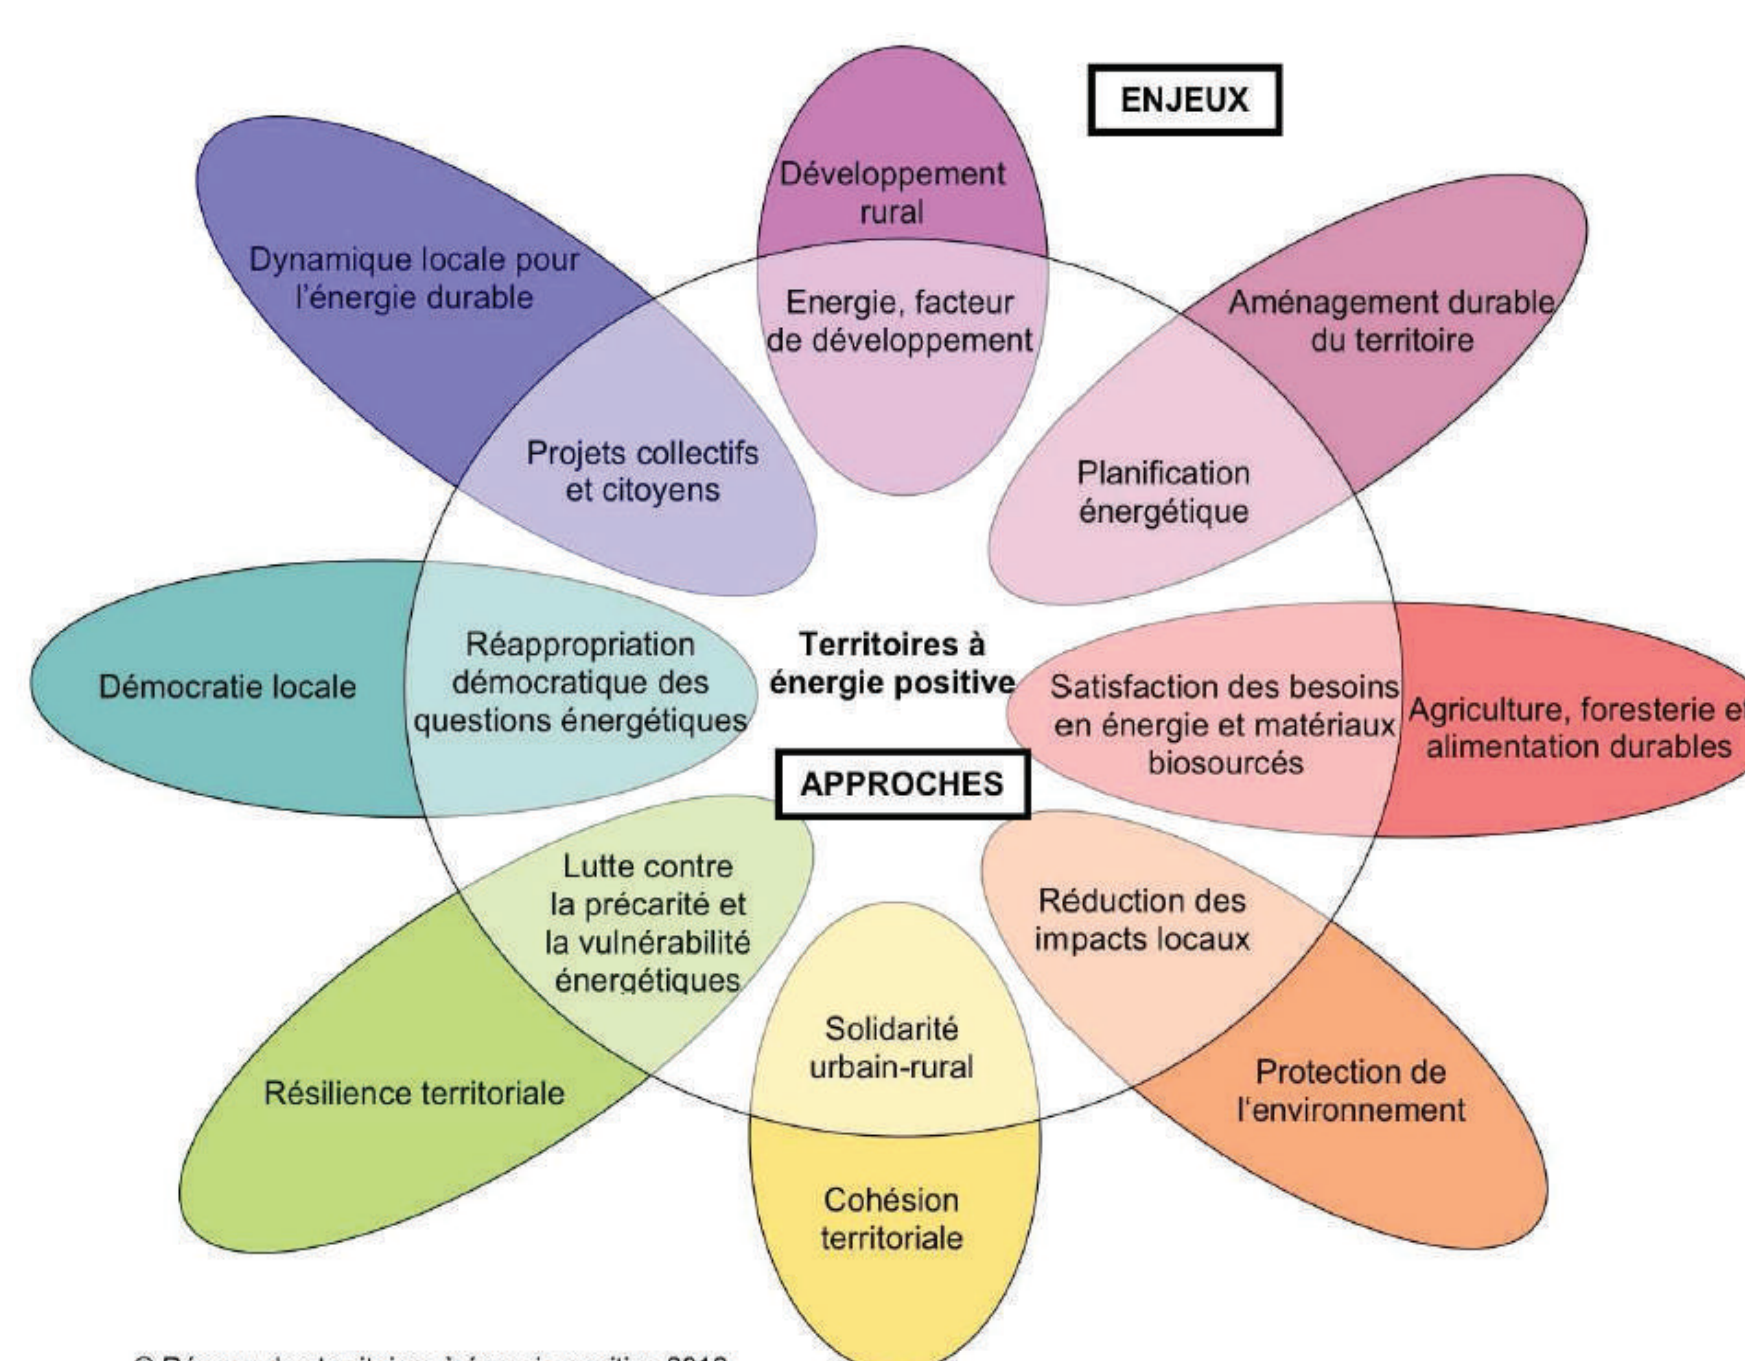 ENJEUX
Développement
rural
Dynamique locale pour
l'énergie durable
Energie, facteur
de développement
Aménagement durable
du territoire
Projets collectifs
et citoyens
Planification
énergétique
Démocratie locale
Réappropriation
démocratique des
questions énergétiques
Territoires à
énergie positive
Satisfaction des besoins
en énergie et matériaux
biosourcés
Agriculture, foresterie et
alimentation durables
APPROCHES
Lutte contre
la précarité et
la vulnérabilité
énergétiques
Réduction des
impacts locaux
Solidarité
urbain-rural
Résilience territoriale
Protection de
l'environnement
Cohésion
territoriale